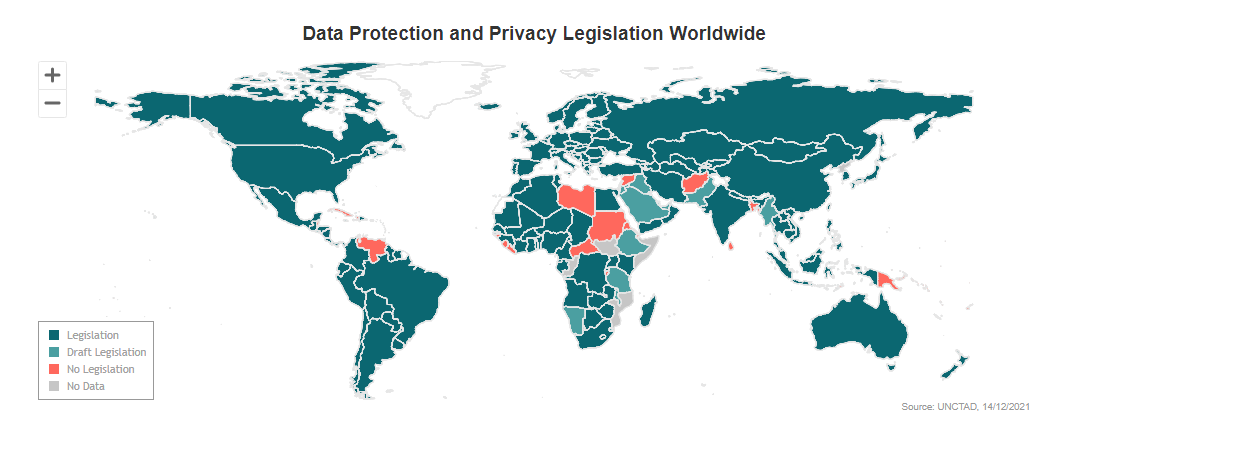 Data Protection and Privacy Legislation Worldwide
+
−
Legislation
Draft Legislation
No Legislation
No Data
Source: UNCTAD, 14/12/2021